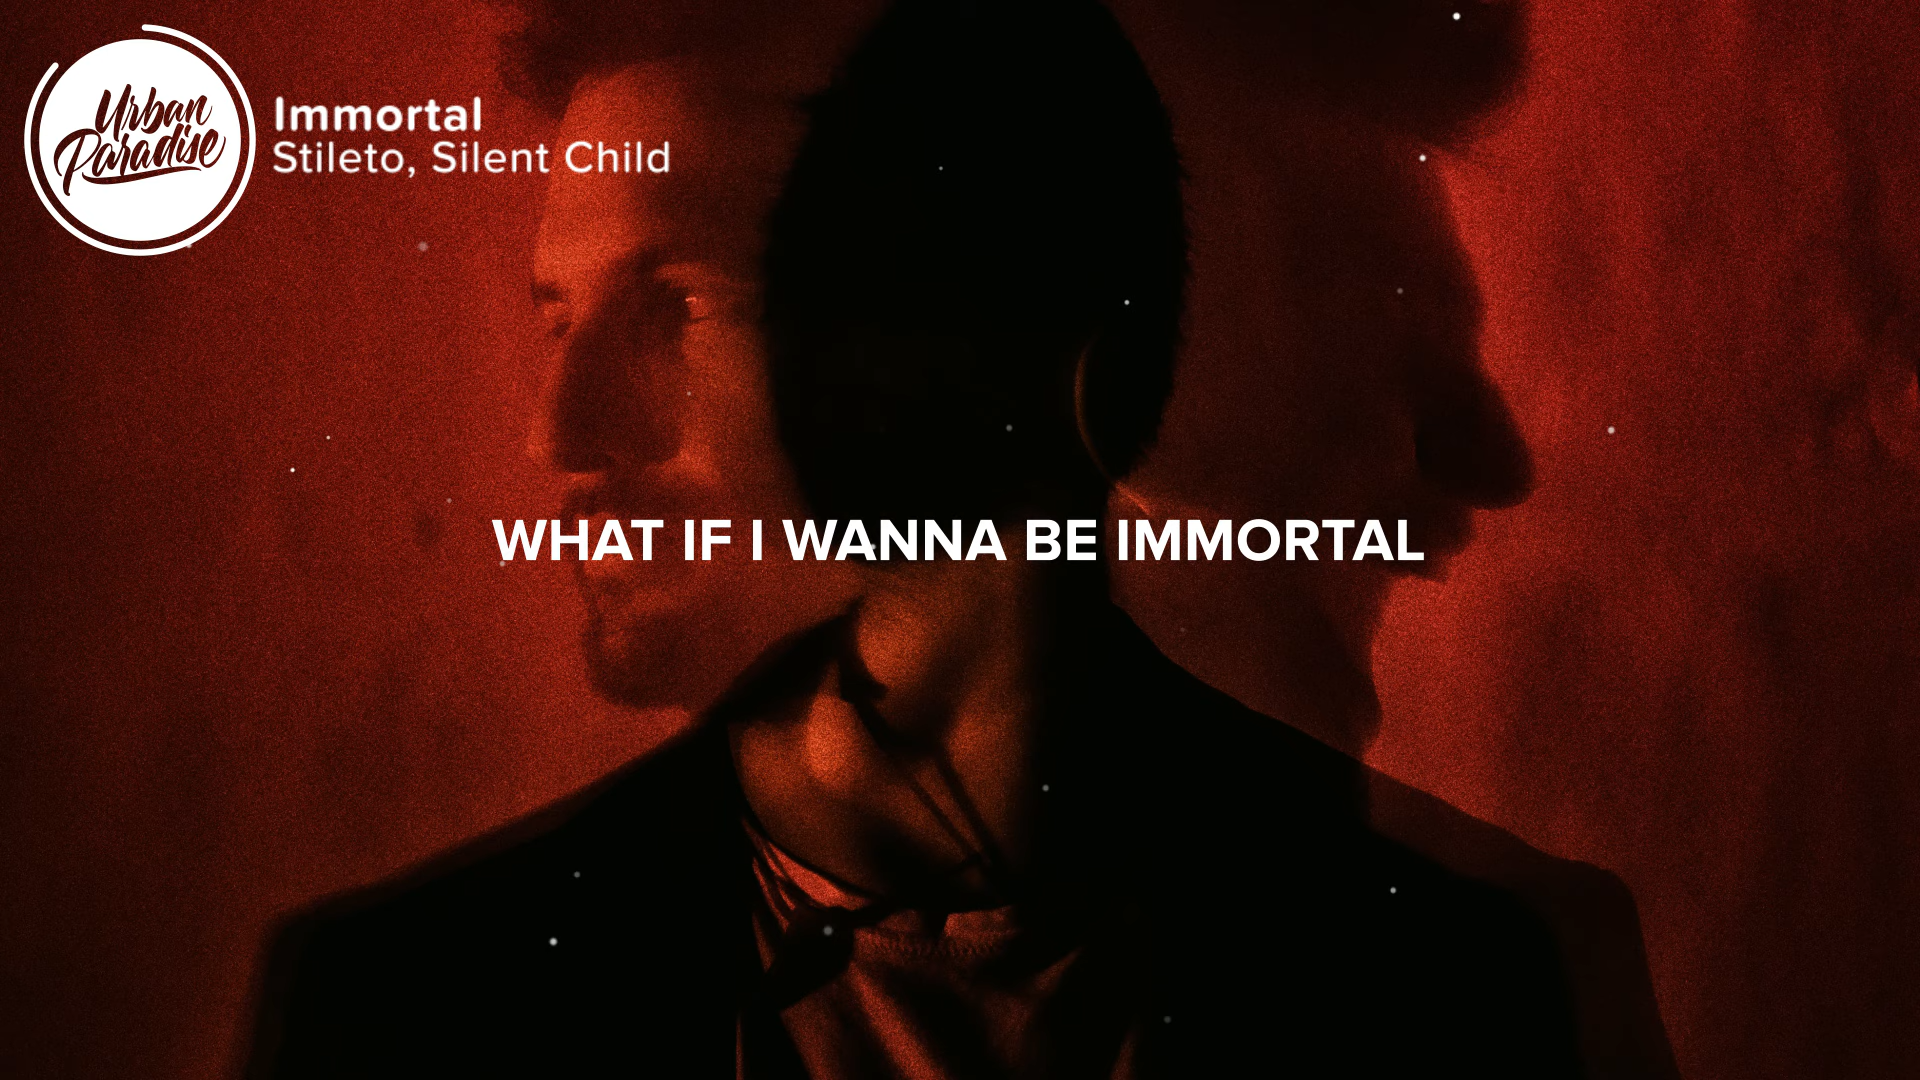 Urban
Paradise
Immortal
Stileto, Silent Child
WHAT IF I WANNA BE IMMORTAL